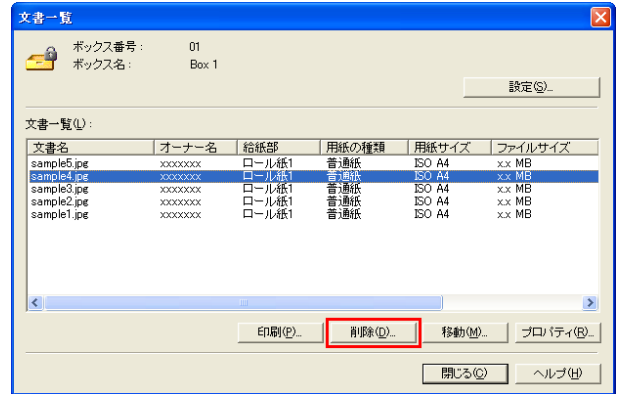 文書一覧
ボックス番号 : 01
ボックス名 : Box 1
設定(S)...
文書一覧(L) :
文書名 オーナー名 給紙部 用紙の種類 用紙サイズ ファイルサイズ
sample5.jpg xxxxxxx ロール紙1 普通紙 ISO A4 x.x MB
sample4.jpg xxxxxxx ロール紙1 普通紙 ISO A4 x.x MB
sample3.jpg xxxxxxx ロール紙1 普通紙 ISO A4 x.x MB
sample2.jpg xxxxxxx ロール紙1 普通紙 ISO A4 x.x MB
sample1.jpg xxxxxxx ロール紙1 普通紙 ISO A4 x.x MB
印刷(P)... 削除(D)... 移動(M)... プロパティ(R)...
閉じる(C) ヘルプ(H)